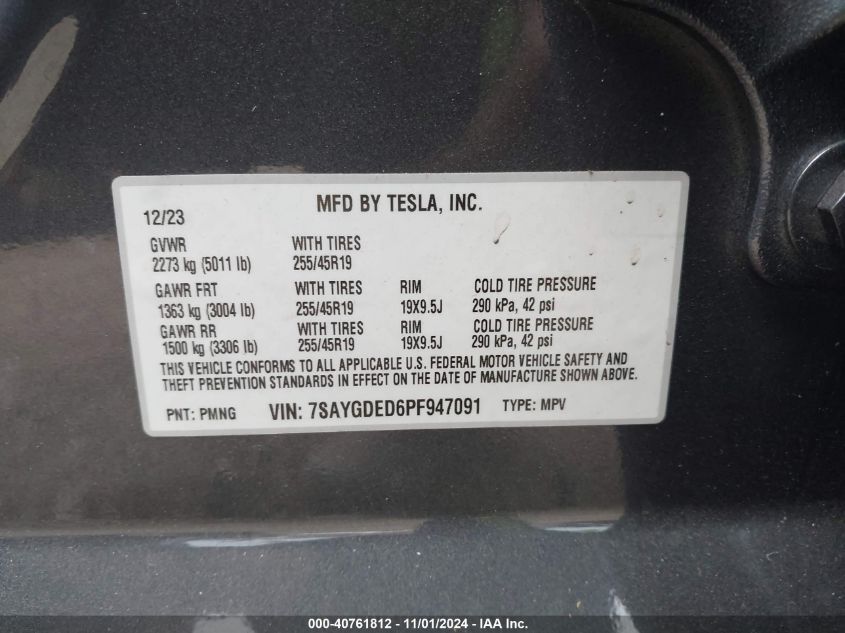 MFD BY TESLA, INC.
12/23
GVWR WITH TIRES
2273 kg (5011 lb) 255/45R19
GAWR FRT WITH TIRES RIM COLD TIRE PRESSURE
1363 kg (3004 lb) 255/45R19 19X9.5J 290 kPa, 42 psi
GAWR RR WITH TIRES RIM COLD TIRE PRESSURE
1500 kg (3306 lb) 255/45R19 19X9.5J 290 kPa, 42 psi
THIS VEHICLE CONFORMS TO ALL APPLICABLE U.S. FEDERAL MOTOR VEHICLE SAFETY AND
THEFT PREVENTION STANDARDS IN EFFECT ON THE DATE OF MANUFACTURE SHOWN ABOVE.
PNT: PMNG VIN: 7SAYGDED6PF947091 TYPE: MPV
000-40761812 - 11/01/2024 - IAA Inc.